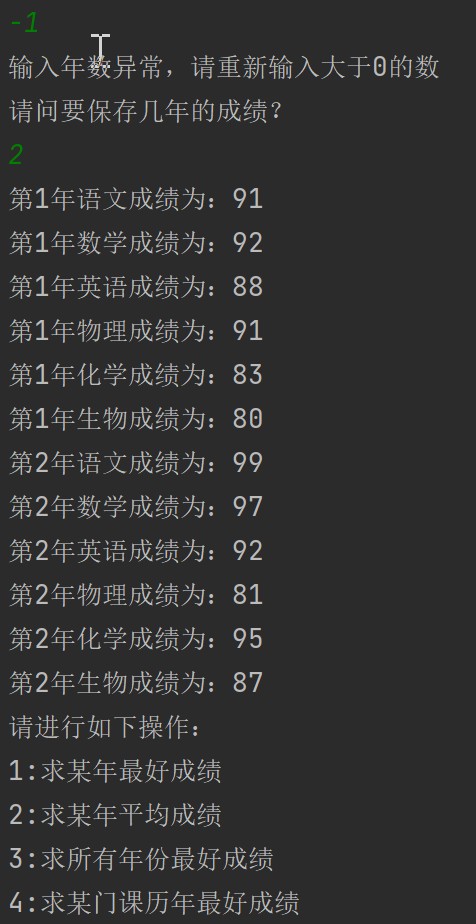 -1
输入年数异常，请重新输入大于0的数
请问要保存几年的成绩？
2
第1年语文成绩为：91
第1年数学成绩为：92
第1年英语成绩为：88
第1年物理成绩为：91
第1年化学成绩为：83
第1年生物成绩为：80
第2年语文成绩为：99
第2年数学成绩为：97
第2年英语成绩为：92
第2年物理成绩为：81
第2年化学成绩为：95
第2年生物成绩为：87
请进行如下操作：
1:求某年最好成绩
2:求某年平均成绩
3:求所有年份最好成绩
4:求某门课历年最好成绩